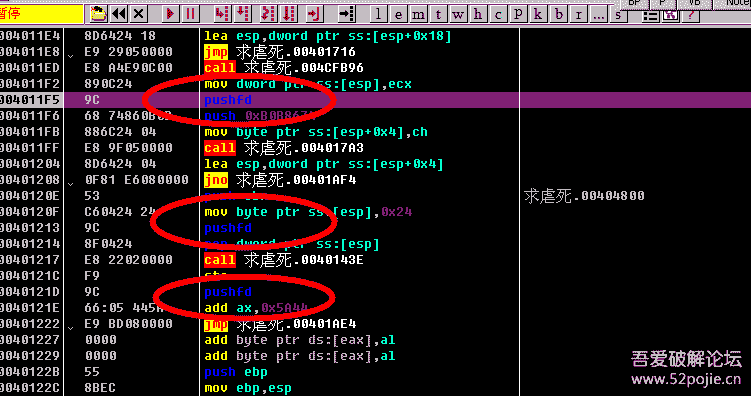 暂停
l e m t w h c p k b r ... s
BP P VB Not
004011E4 8D6424 18 lea esp,dword ptr ss:[esp+0x18]
004011E8 E9 29050000 jmp 求虐死.00401716
004011ED E8 A4E90C00 call 求虐死.004CFB96
004011F2 890C24 mov dword ptr ss:[esp],ecx
004011F5 9C pushfd
004011F6 68 74860B push
004011FB 886C24 04 mov byte ptr ss:[esp+0x4],ch
004011FF E8 9F050000 call 004017A3
00401204 8D6424 04 lea esp,dword ptr ss:[esp+0x4]
00401208 0F81 E6080000 jno 求虐死.00401AF4
0040120E 53 求虐死.00404800
0040120F C60424 24 mov byte ptr ss:[esp],0x24
00401213 9C pushfd
00401214 8F0424 dword ptr ss:[esp]
00401217 E8 22020000 call 求虐死.0040143E
0040121C F9
0040121D 9C pushfd
0040121E 66:05 445A add ax,0x5A44
00401222 E9 BD080000 jmp 求虐死.00401AE4
00401227 0000 add byte ptr ds:[eax],al
00401229 0000 add byte ptr ds:[eax],al
0040122B 55 push ebp
0040122C 8BEC mov ebp,esp
吾爱破解论坛
www.52pojie.cn